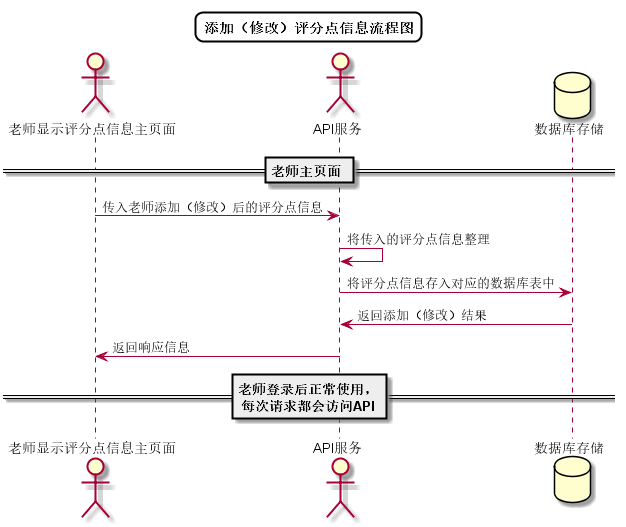 添加（修改）评分点信息流程图
老师显示评分点信息主页面
API服务
数据库存储
老师主页面
传入老师添加（修改）后的评分点信息
将传入的评分点信息整理
将评分点信息存入对应的数据库表中
返回添加（修改）结果
返回响应信息
老师登录后正常使用，
每次请求都会访问API
老师显示评分点信息主页面
API服务
数据库存储